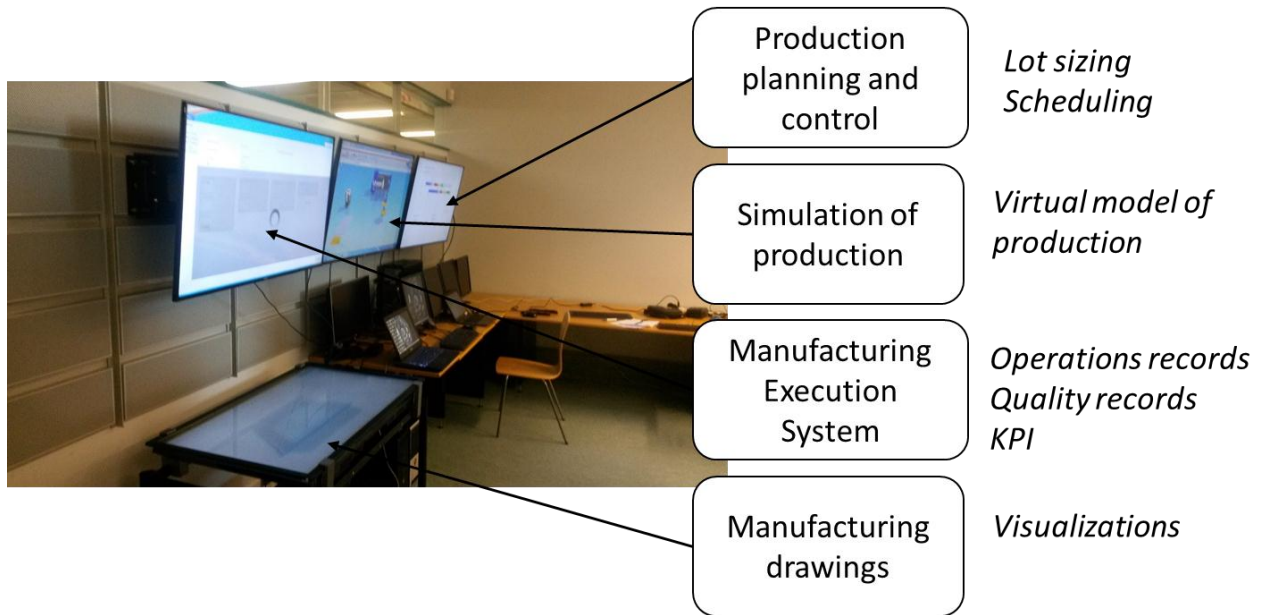 Production
planning and
control
Lot sizing
Scheduling
Simulation of
production
Virtual model of
production
Manufacturing
Execution
System
Operations records
Quality records
KPI
Manufacturing
drawings
Visualizations